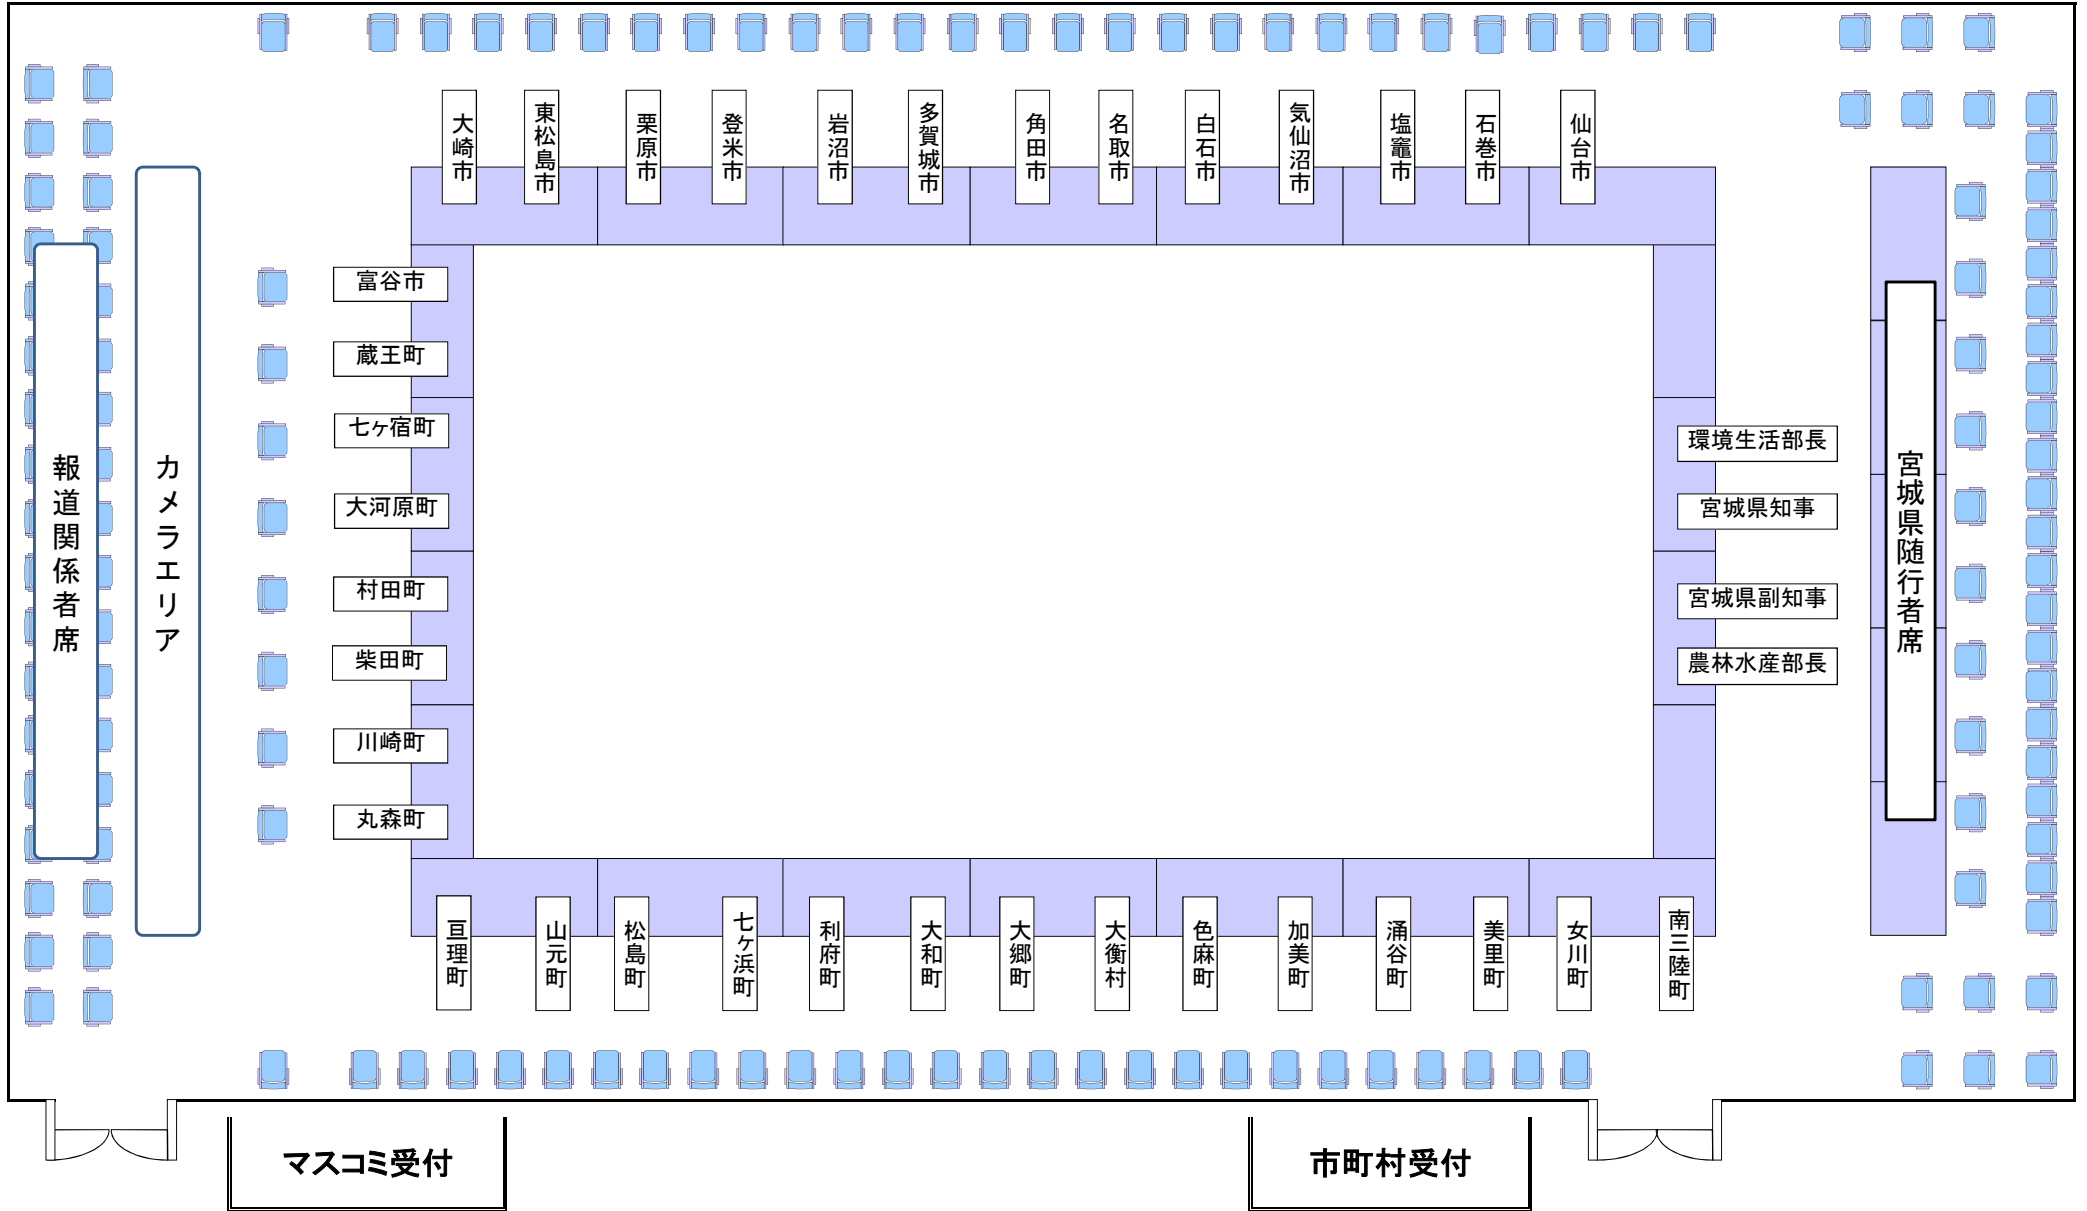 大崎市
東松島市
栗原市
登米市
岩沼市
多賀城市
角田市
名取市
白石市
気仙沼市
塩竈市
石巻市
仙台市
富谷市
蔵王町
七ヶ宿町
大河原町
村田町
柴田町
川崎町
丸森町
報道関係者席
カメラエリア
環境生活部長
宮城県知事
宮城県副知事
農林水産部長
宮城県随行者席
亘理町
山元町
松島町
七ヶ浜町
利府町
大和町
大郷町
大衡村
色麻町
加美町
涌谷町
美里町
女川町
南三陸町
マスコミ受付
市町村受付